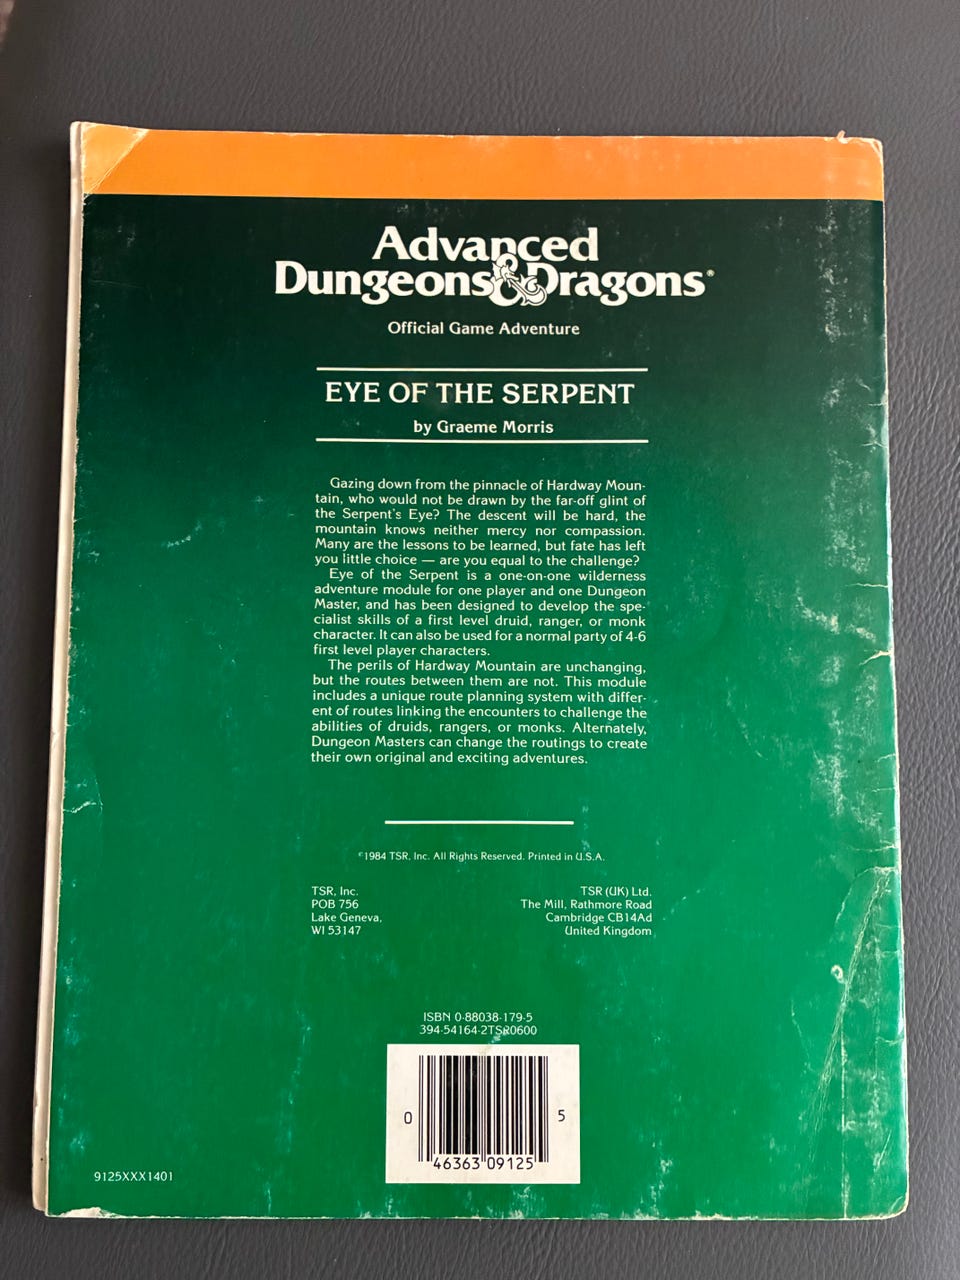 Advanced
Dungeons & Dragons®
Official Game Adventure
EYE OF THE SERPENT
by Graeme Morris
Gazing down from the pinnacle of Hardway Moun-
tain, who would not be drawn by the far-off glint of
the Serpent's Eye? The descent will be hard, the
mountain knows neither mercy nor compassion.
Many are the lessons to be learned, but fate has left
you little choice — are you equal to the challenge?
Eye of the Serpent is a one-on-one wilderness
adventure module for one player and one Dungeon
Master, and has been designed to develop the spe-
cialist skills of a first level druid, ranger, or monk
character. It can also be used for a normal party of 4-6
first level player characters.
The perils of Hardway Mountain are unchanging,
but the routes between them are not. This module
includes a unique route planning system with differ-
ent of routes linking the encounters to challenge the
abilities of druids, rangers, or monks. Alternately,
Dungeon Masters can change the routings to create
their own original and exciting adventures.
©1984 TSR, Inc. All Rights Reserved. Printed in U.S.A.
TSR, Inc.
POB 756
Lake Geneva,
WI 53147
TSR (UK) Ltd.
The Mill, Rathmore Road
Cambridge CB14Ad
United Kingdom
ISBN 0-88038-179-5
394-54164-2TSR0600
0 46363 09125 5
9125XXX1401